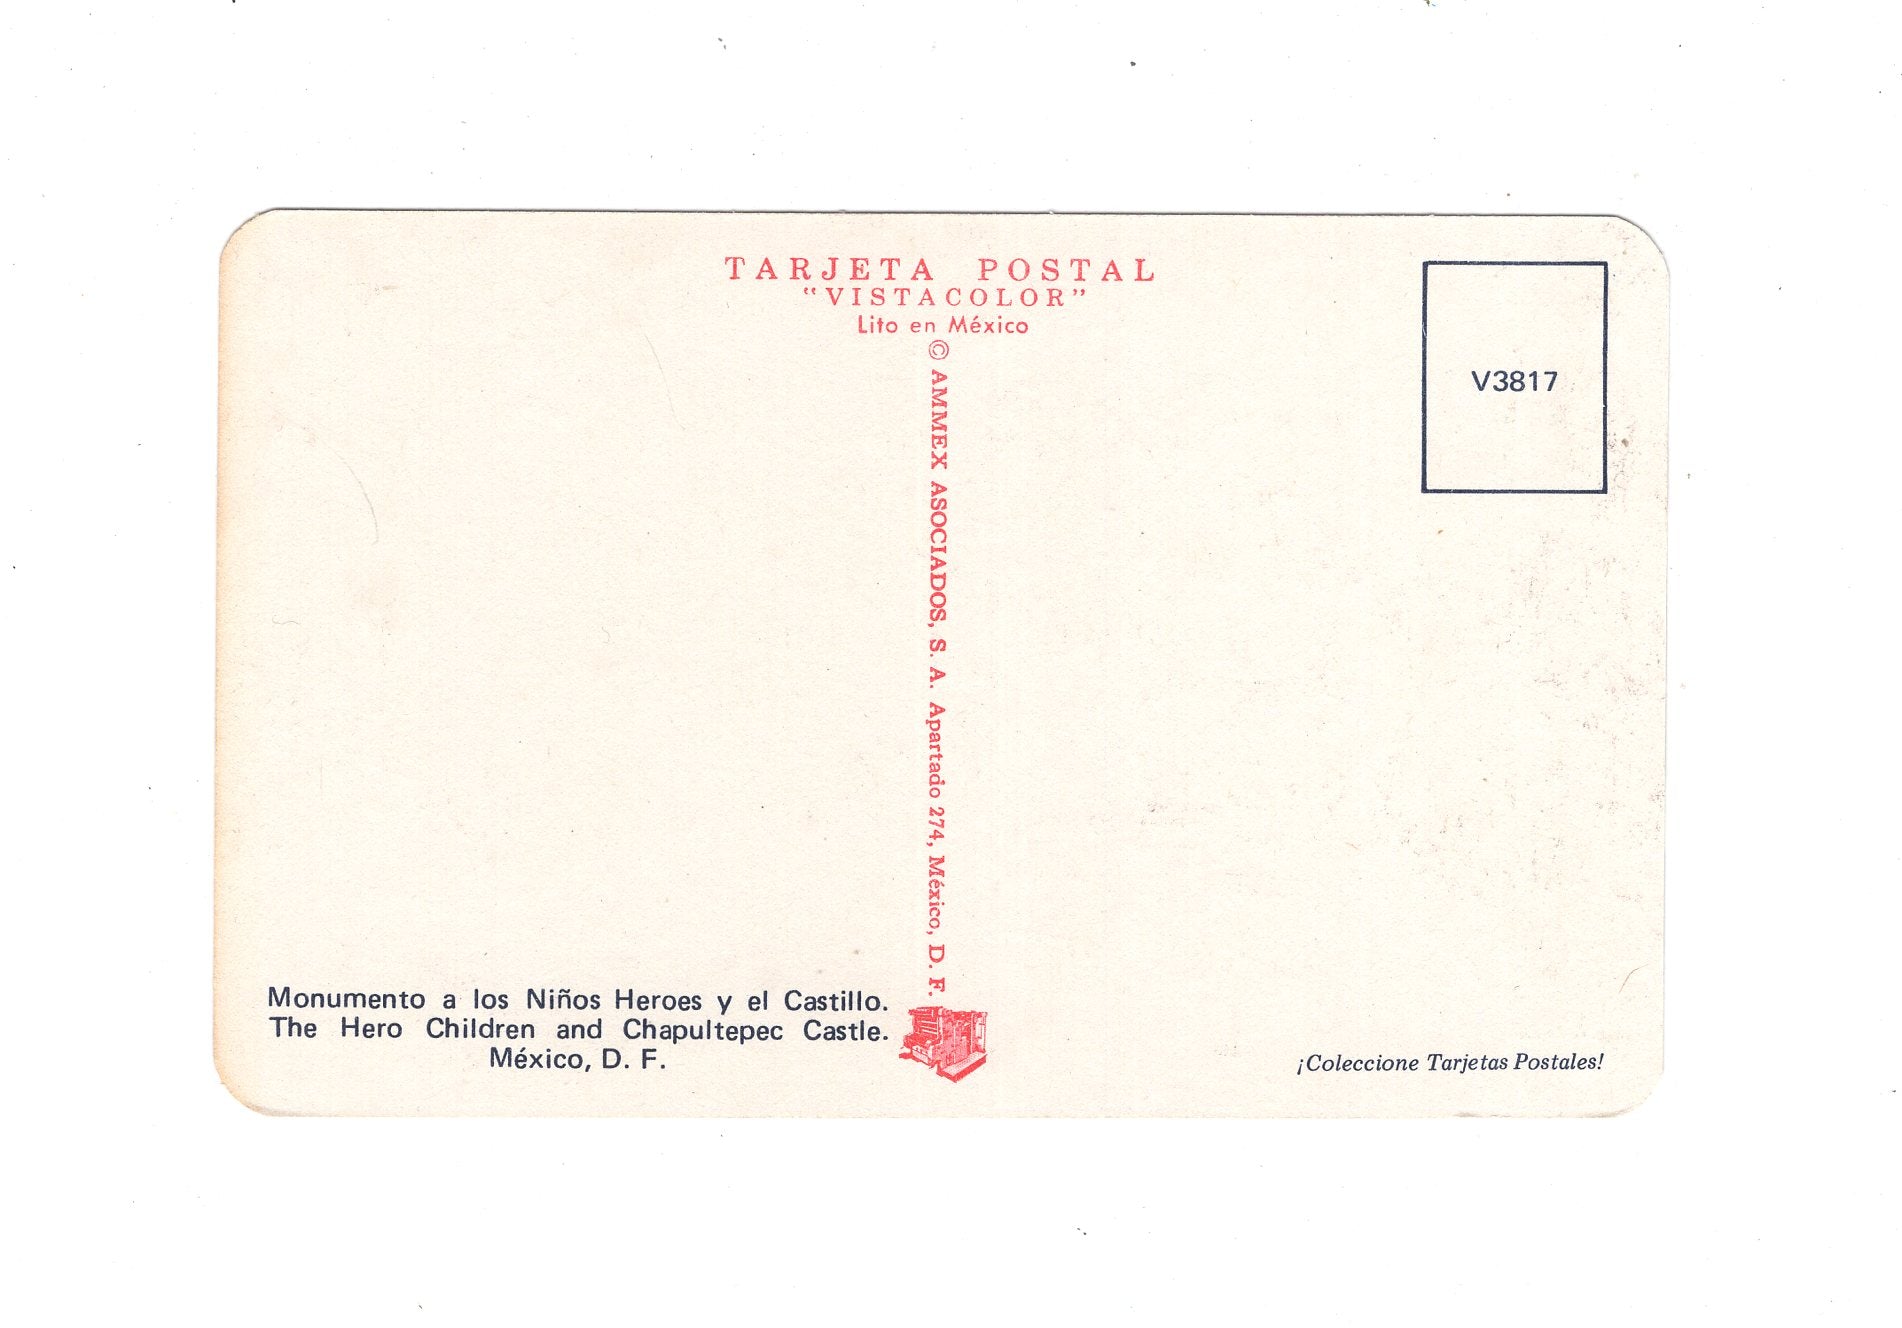 TARJETA POSTAL
"VISTACOLOR"
Lito en México
© AMMEX ASOCIADOS, S. A. Apartado 274, México, D. F.
V3817
Monumento a los Niños Heroes y el Castillo.
The Hero Children and Chapultepec Castle.
México, D. F.
¡Coleccione Tarjetas Postales!